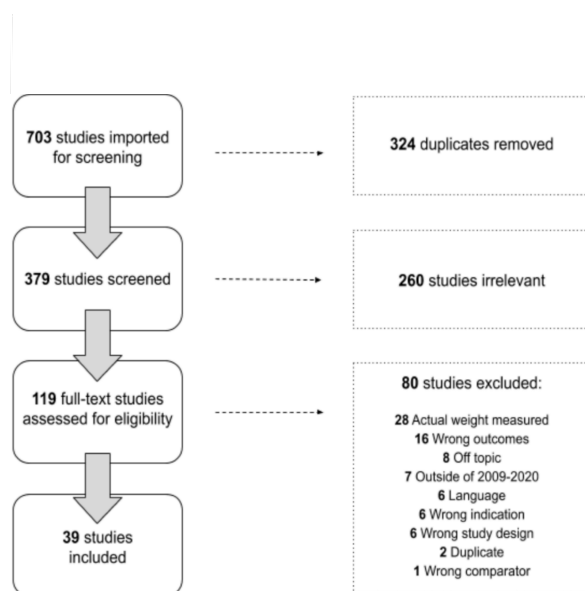 703 studies imported
for screening
324 duplicates removed
379 studies screened
260 studies irrelevant
119 full-text studies
assessed for eligibility
80 studies excluded:
28 Actual weight measured
16 Wrong outcomes
8 Off topic
7 Outside of 2009-2020
6 Language
6 Wrong indication
6 Wrong study design
2 Duplicate
1 Wrong comparator
39 studies
included